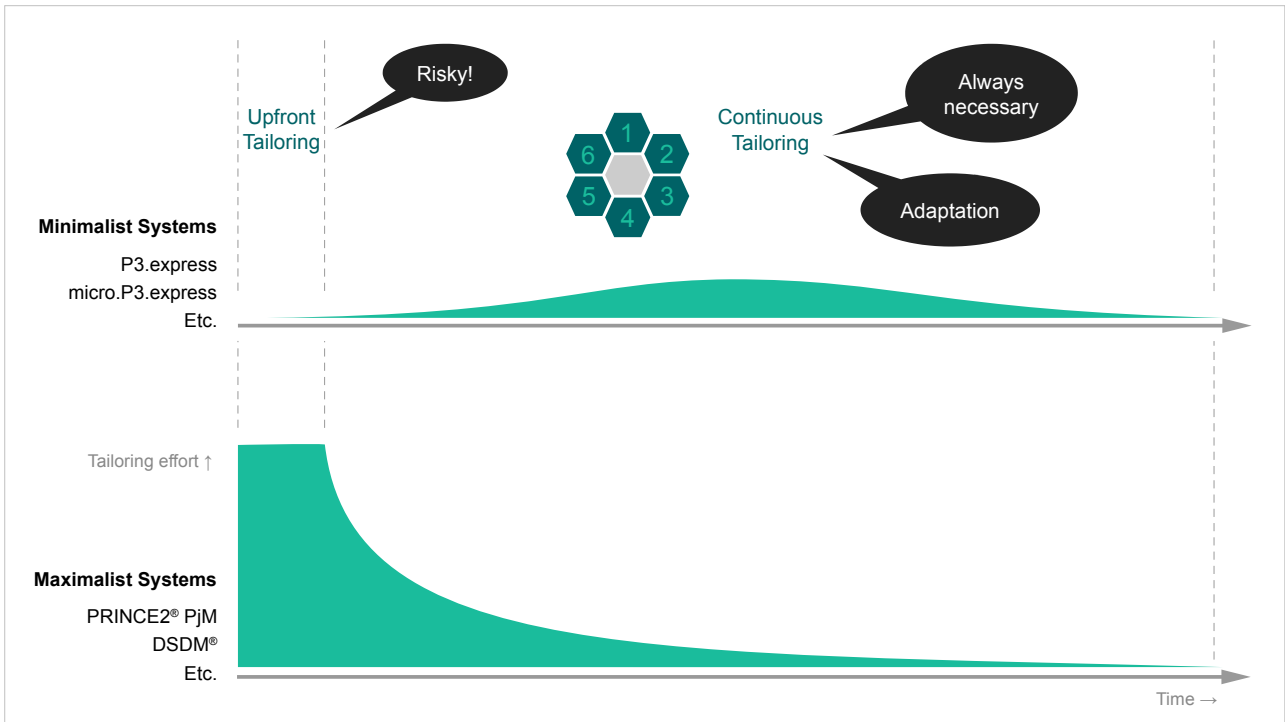 Risky!
Always
necessary
Upfront
Tailoring
Continuous
Tailoring
1
2
3
4
5
6
Adaptation
Minimalist Systems
P3.express
micro.P3.express
Etc.
Tailoring effort ↑
Maximalist Systems
PRINCE2® PjM
DSDM®
Etc.
Time →